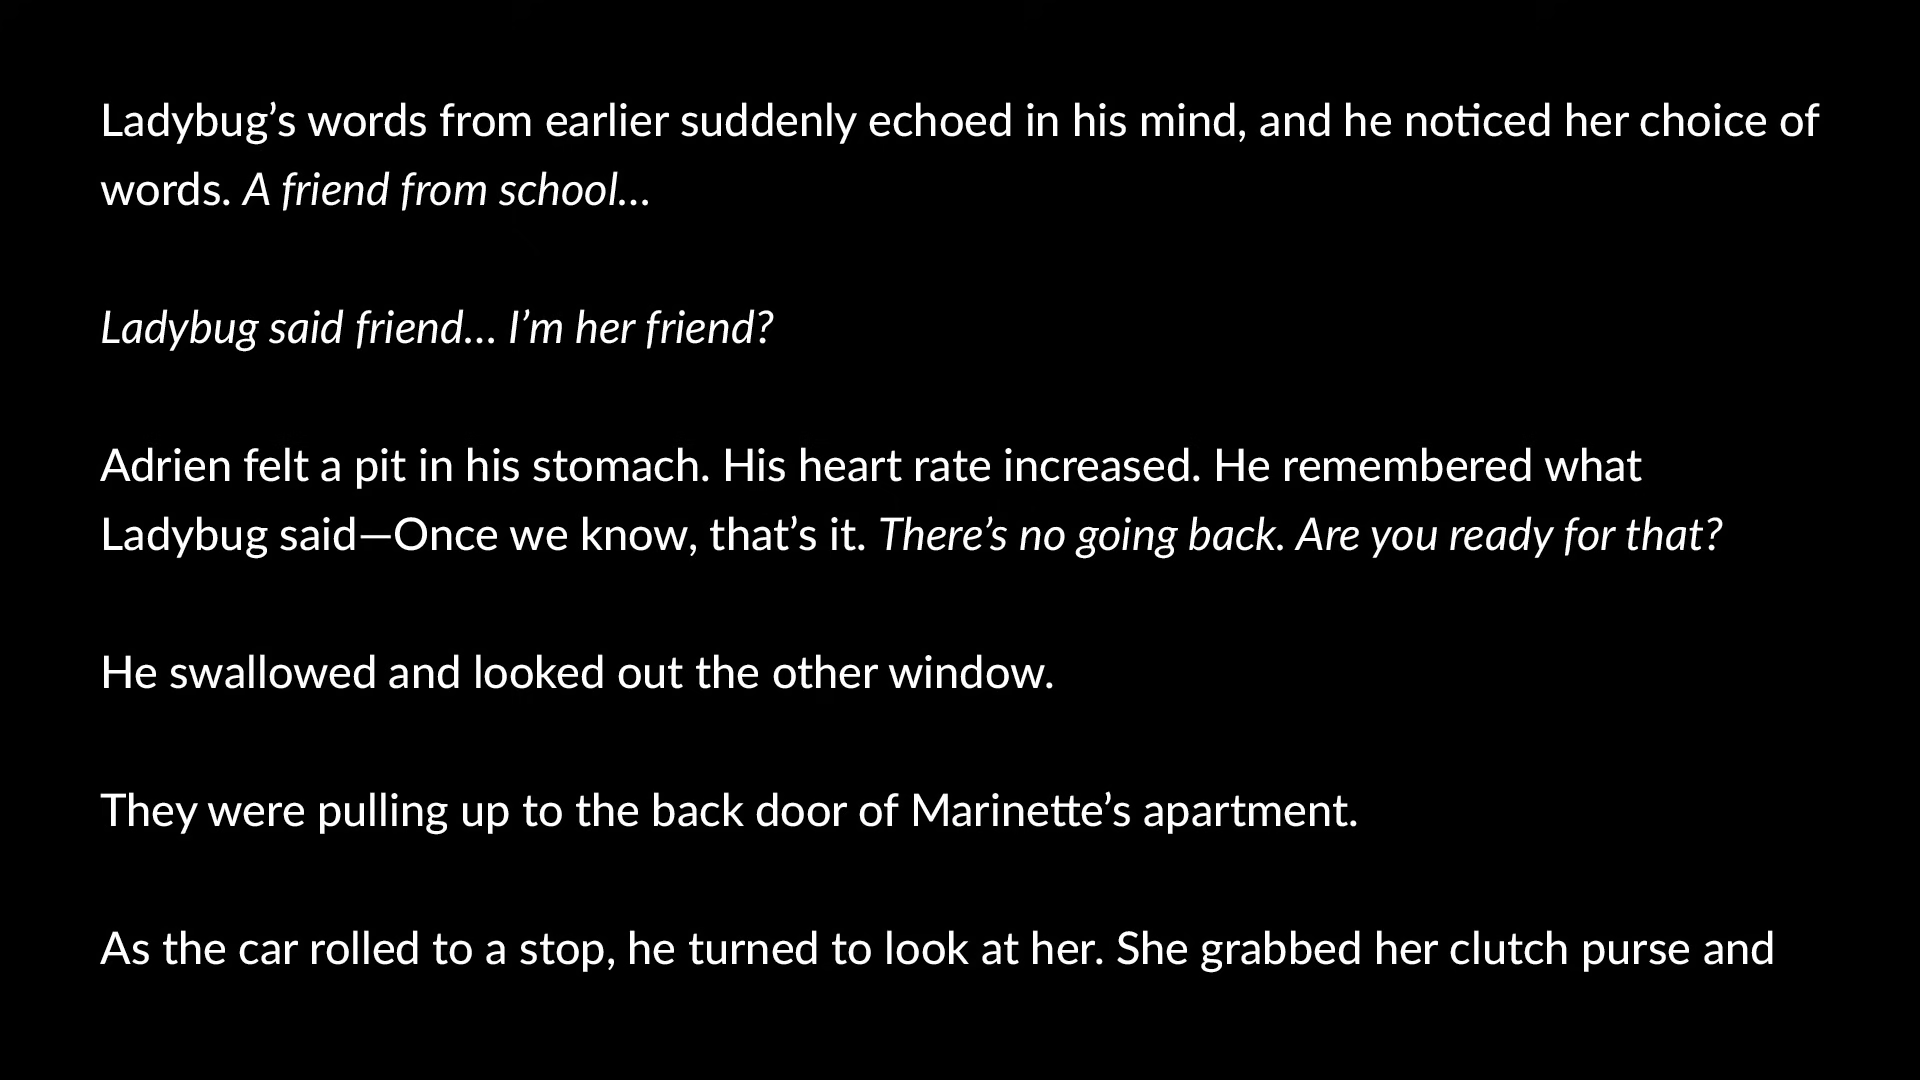 Ladybug’s words from earlier suddenly echoed in his mind, and he noticed her choice of
words. A friend from school…
Ladybug said friend… I’m her friend?
Adrien felt a pit in his stomach. His heart rate increased. He remembered what
Ladybug said—Once we know, that’s it. There’s no going back. Are you ready for that?
He swallowed and looked out the other window.
They were pulling up to the back door of Marinette’s apartment.
As the car rolled to a stop, he turned to look at her. She grabbed her clutch purse and